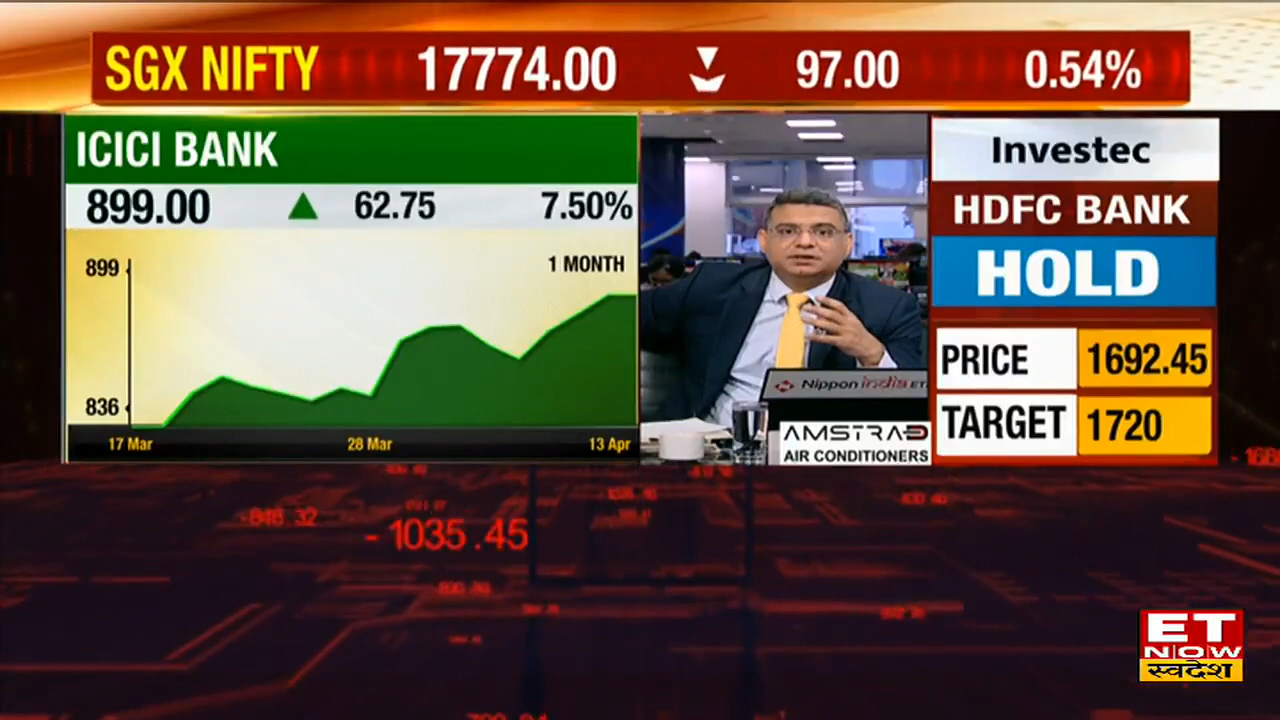 SGX NIFTY 17774.00 97.00 0.54%
ICICI BANK
899.00 62.75 7.50%
899
1 MONTH
836
17 Mar 28 Mar 13 Apr
Nippon india ET
AMSTRAD
AIR CONDITIONERS
Investec
HDFC BANK
HOLD
PRICE 1692.45
TARGET 1720
-1035.45
ET
NOW
स्वदेश